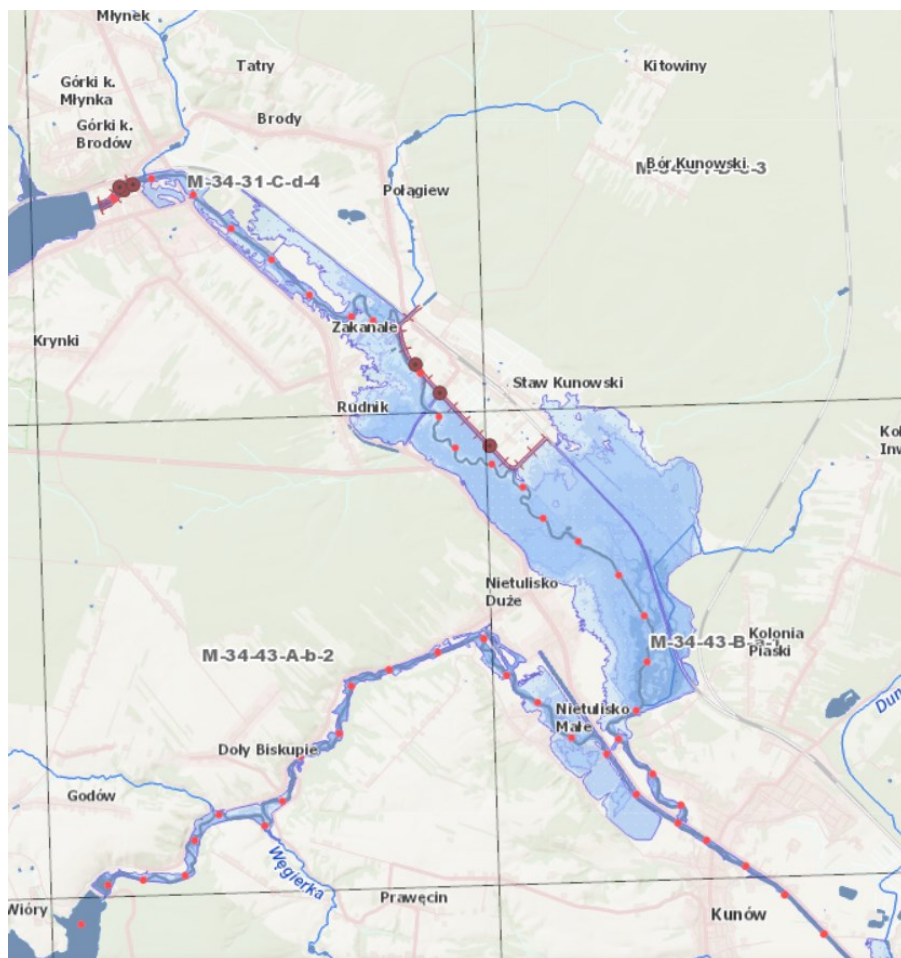 Młynek
Tatry
Kitowiny
Górki k.
Młynka
Brody
Górki k.
Brodów
Bór Kunowski
M-34-31-C-d-4
Połągiew
Zakanale
Krynki
Staw Kunowski
Rudnik
Nietulisko
Duże
M-34-43-B-
Kolonia
Piaski
M-34-43-A-b-2
Nietulisko
Małe
Doły Biskupie
Godów
Węgierka
Prawęcin
Wióry
Kunów